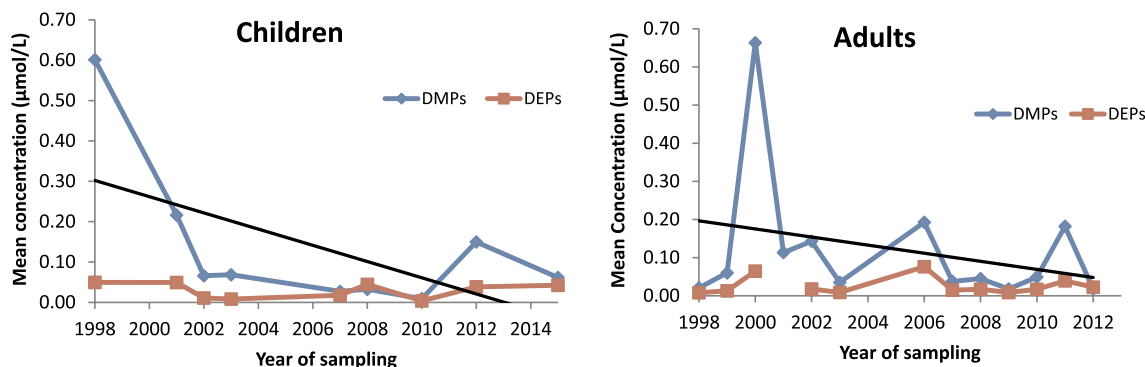 Children
Mean concentration (µmol/L)
0.70
0.60
0.50
0.40
0.30
0.20
0.10
0.00
DMPs DEPs
1998 2000 2002 2004 2006 2008 2010 2012 2014
Year of sampling
Adults
Mean Concentration (µmol/L)
0.70
0.60
0.50
0.40
0.30
0.20
0.10
0.00
DMPs DEPs
1998 2000 2002 2004 2006 2008 2010 2012
Year of sampling